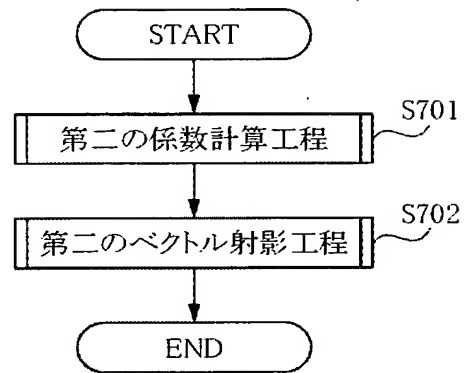 START
第二の係数計算工程
S701
第二のベクトル射影工程
S702
END